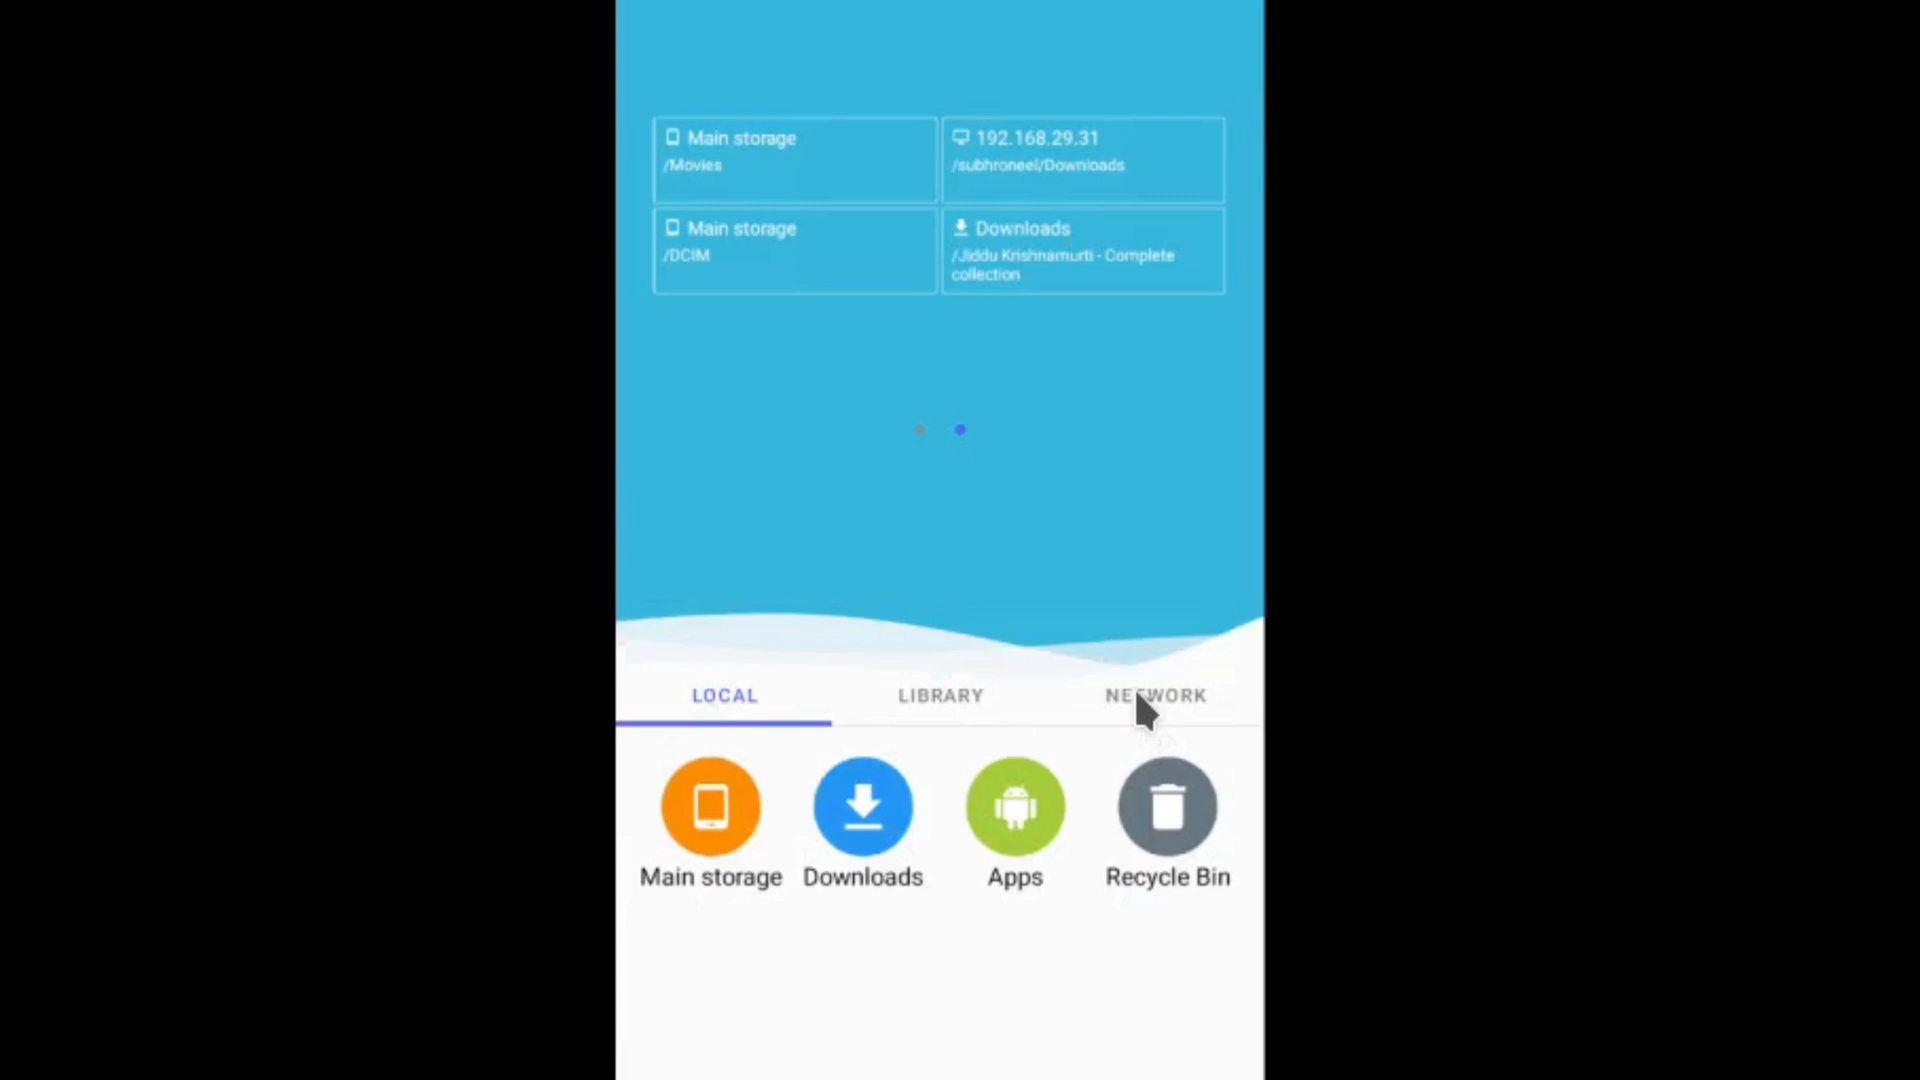 Main storage
/Movies
192.168.29.31
/subhroneel/Downloads
Main storage
/DCIM
Downloads
/Jiddu Krishnamurti - Complete
collection
LOCAL
LIBRARY
NETWORK
Main storage
Downloads
Apps
Recycle Bin